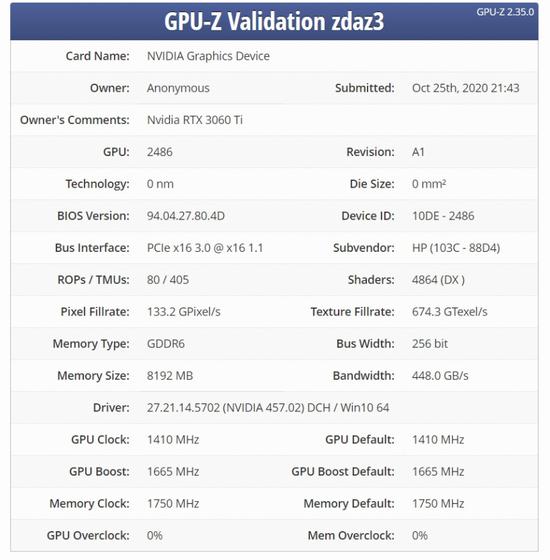 GPU-Z Validation zdaz3 GPU-Z 2.35.0
Card Name: NVIDIA Graphics Device
Owner: Anonymous Submitted: Oct 25th, 2020 21:43
Owner's Comments: Nvidia RTX 3060 Ti
GPU: 2486 Revision: A1
Technology: 0 nm Die Size: 0 mm²
BIOS Version: 94.04.27.80.4D Device ID: 10DE - 2486
Bus Interface: PCIe x16 3.0 @ x16 1.1 Subvendor: HP (103C - 88D4)
ROPs / TMUs: 80 / 405 Shaders: 4864 (DX )
Pixel Fillrate: 133.2 GPixel/s Texture Fillrate: 674.3 GTexel/s
Memory Type: GDDR6 Bus Width: 256 bit
Memory Size: 8192 MB Bandwidth: 448.0 GB/s
Driver: 27.21.14.5702 (NVIDIA 457.02) DCH / Win10 64
GPU Clock: 1410 MHz GPU Default: 1410 MHz
GPU Boost: 1665 MHz GPU Boost Default: 1665 MHz
Memory Clock: 1750 MHz Memory Default: 1750 MHz
GPU Overclock: 0% Mem Overclock: 0%